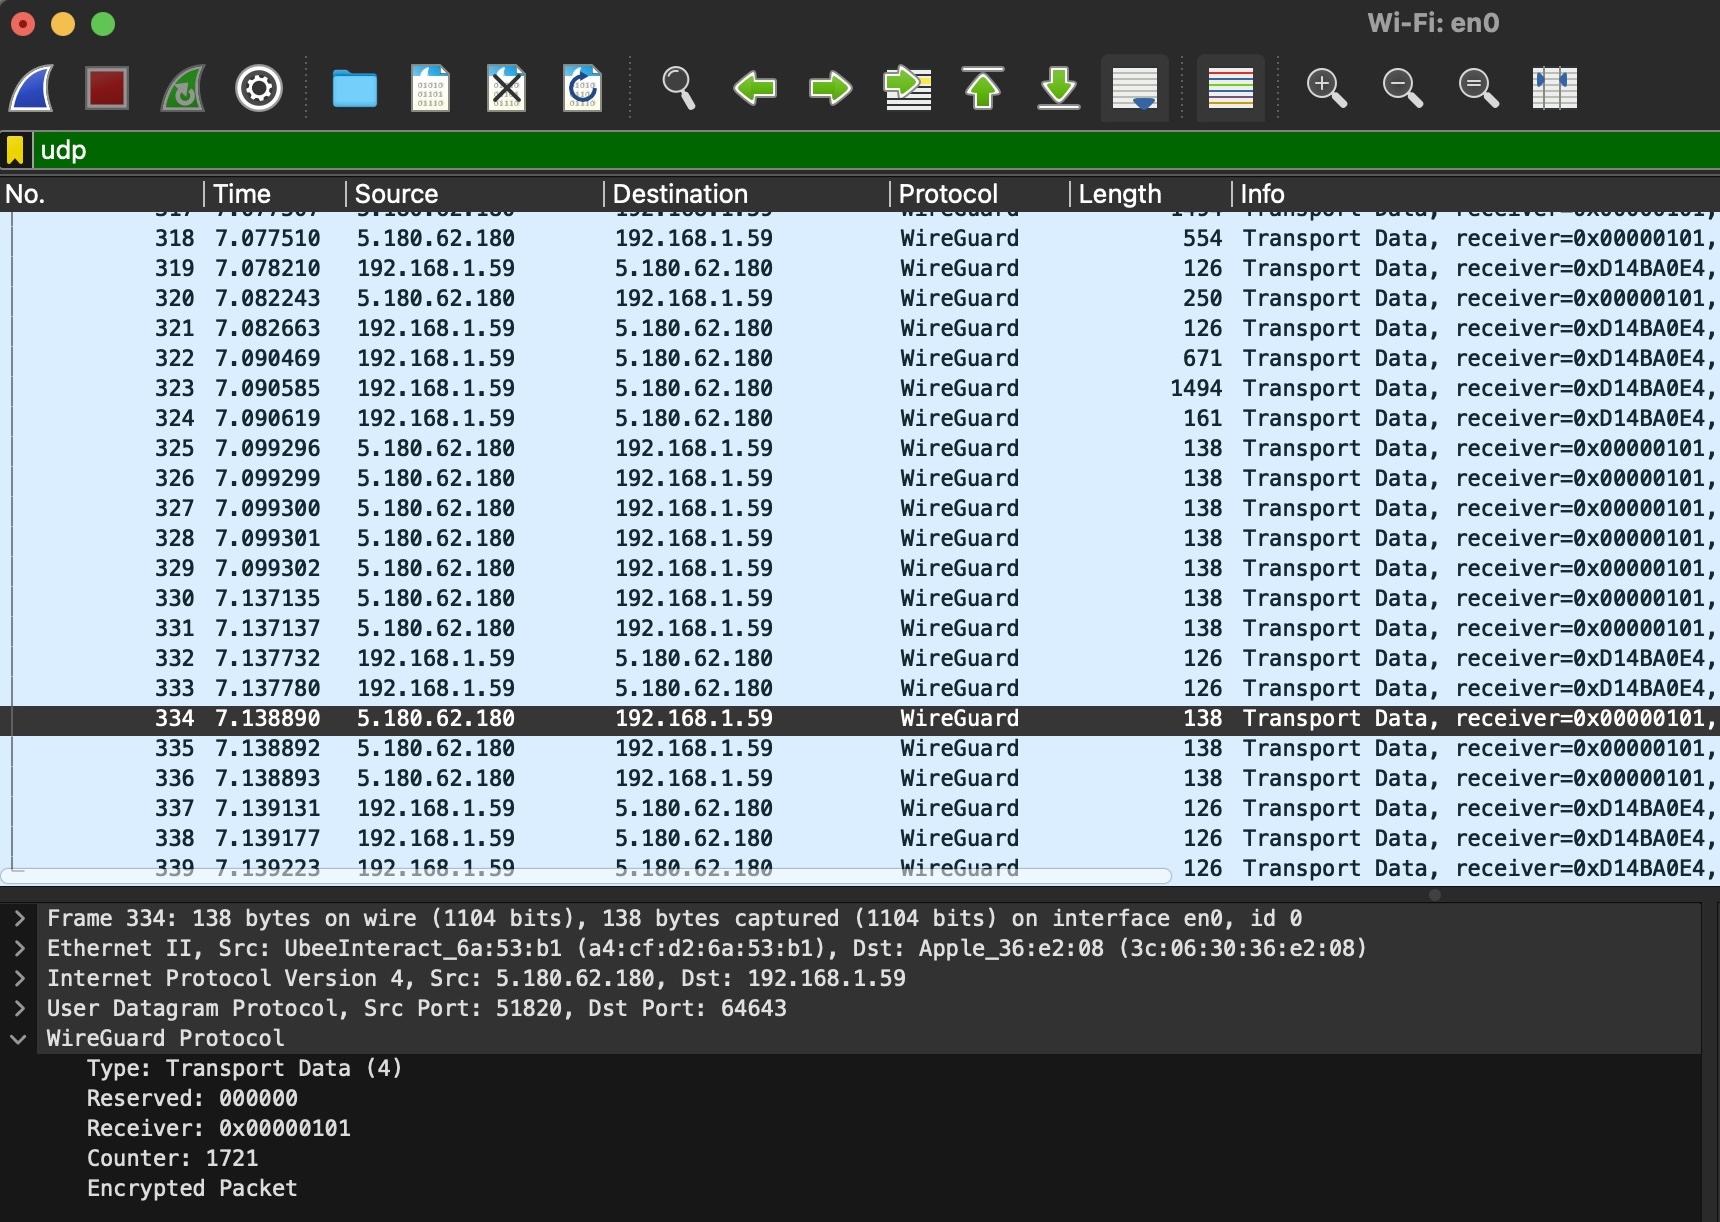 Wi-Fi: en0
udp
No. Time Source Destination Protocol Length Info
318 7.077510 5.180.62.180 192.168.1.59 WireGuard 554 Transport Data, receiver=0x00000101,
319 7.078210 192.168.1.59 5.180.62.180 WireGuard 126 Transport Data, receiver=0xD14BA0E4,
320 7.082243 5.180.62.180 192.168.1.59 WireGuard 250 Transport Data, receiver=0x00000101,
321 7.082663 192.168.1.59 5.180.62.180 WireGuard 126 Transport Data, receiver=0xD14BA0E4,
322 7.090469 192.168.1.59 5.180.62.180 WireGuard 671 Transport Data, receiver=0xD14BA0E4,
323 7.090585 192.168.1.59 5.180.62.180 WireGuard 1494 Transport Data, receiver=0xD14BA0E4,
324 7.090619 192.168.1.59 5.180.62.180 WireGuard 161 Transport Data, receiver=0xD14BA0E4,
325 7.099296 5.180.62.180 192.168.1.59 WireGuard 138 Transport Data, receiver=0x00000101,
326 7.099299 5.180.62.180 192.168.1.59 WireGuard 138 Transport Data, receiver=0x00000101,
327 7.099300 5.180.62.180 192.168.1.59 WireGuard 138 Transport Data, receiver=0x00000101,
328 7.099301 5.180.62.180 192.168.1.59 WireGuard 138 Transport Data, receiver=0x00000101,
329 7.099302 5.180.62.180 192.168.1.59 WireGuard 138 Transport Data, receiver=0x00000101,
330 7.137135 5.180.62.180 192.168.1.59 WireGuard 138 Transport Data, receiver=0x00000101,
331 7.137137 5.180.62.180 192.168.1.59 WireGuard 138 Transport Data, receiver=0x00000101,
332 7.137732 192.168.1.59 5.180.62.180 WireGuard 126 Transport Data, receiver=0xD14BA0E4,
333 7.137780 192.168.1.59 5.180.62.180 WireGuard 126 Transport Data, receiver=0xD14BA0E4,
334 7.138890 5.180.62.180 192.168.1.59 WireGuard 138 Transport Data, receiver=0x00000101,
335 7.138892 5.180.62.180 192.168.1.59 WireGuard 138 Transport Data, receiver=0x00000101,
336 7.138893 5.180.62.180 192.168.1.59 WireGuard 138 Transport Data, receiver=0x00000101,
337 7.139131 192.168.1.59 5.180.62.180 WireGuard 126 Transport Data, receiver=0xD14BA0E4,
338 7.139177 192.168.1.59 5.180.62.180 WireGuard 126 Transport Data, receiver=0xD14BA0E4,
339 7.139223 192.168.1.59 5.180.62.180 WireGuard 126 Transport Data, receiver=0xD14BA0E4,
Frame 334: 138 bytes on wire (1104 bits), 138 bytes captured (1104 bits) on interface en0, id 0
Ethernet II, Src: UbeeInteract_6a:53:b1 (a4:cf:d2:6a:53:b1), Dst: Apple_36:e2:08 (3c:06:30:36:e2:08)
Internet Protocol Version 4, Src: 5.180.62.180, Dst: 192.168.1.59
User Datagram Protocol, Src Port: 51820, Dst Port: 64643
WireGuard Protocol
Type: Transport Data (4)
Reserved: 000000
Receiver: 0x00000101
Counter: 1721
Encrypted Packet